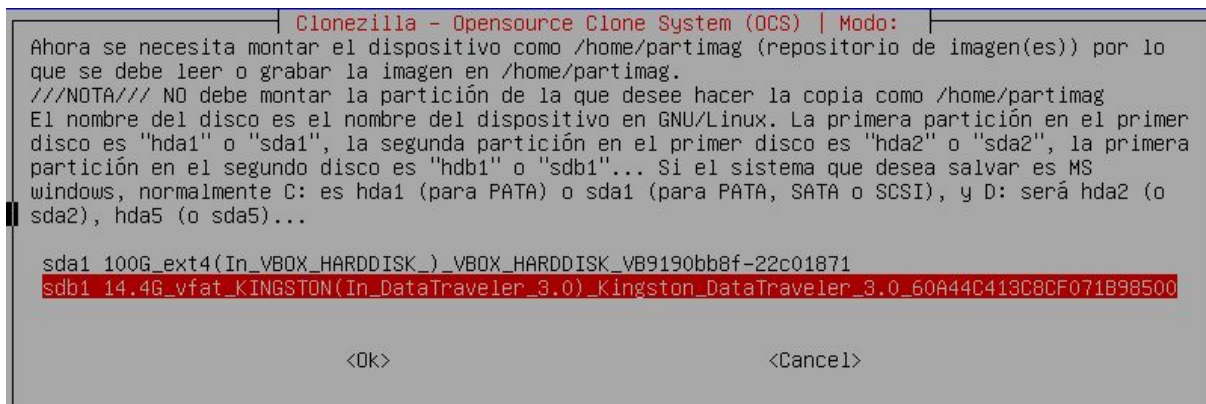 Clonezilla - Opensource Clone System (OCS) | Modo:
Ahora se necesita montar el dispositivo como /home/partimag (repositorio de imagen(es)) por lo
que se debe leer o grabar la imagen en /home/partimag.
///NOTA/// NO debe montar la partición de la que desee hacer la copia como /home/partimag
El nombre del disco es el nombre del dispositivo en GNU/Linux. La primera partición en el primer
disco es "hda1" o "sda1", la segunda partición en el primer disco es "hda2" o "sda2", la primera
partición en el segundo disco es "hdb1" o "sdb1"... Si el sistema que desea salvar es MS
windows, normalmente C: es hda1 (para PATA) o sda1 (para PATA, SATA o SCSI), y D: será hda2 (o
sda2), hda5 (o sda5)...
sda1 100G_ext4(In_VBOX_HARDDISK_)_VBOX_HARDDISK_VB9190bb8f-22c01871
sdb1 14.4G_vfat_KINGSTON(In_DataTraveler_3.0)_Kingston_DataTraveler_3.0_60A44C413C8CF071B98500
<Ok> <Cancel>